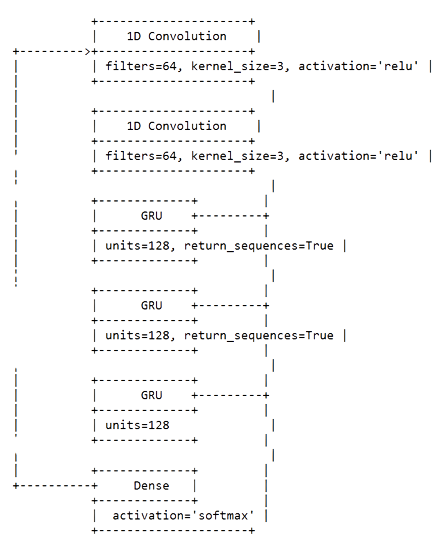 1D Convolution
filters=64, kernel_size=3, activation='relu'
1D Convolution
filters=64, kernel_size=3, activation='relu'
GRU
units=128, return_sequences=True
GRU
units=128, return_sequences=True
GRU
units=128
Dense
activation='softmax'